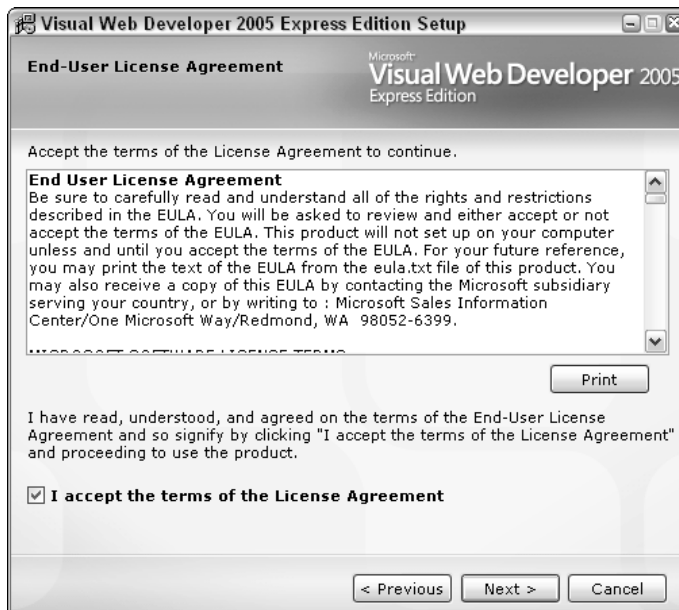 Visual Web Developer 2005 Express Edition Setup
End-User License Agreement
Microsoft
Visual Web Developer 2005
Express Edition
Accept the terms of the License Agreement to continue.
End User License Agreement
Be sure to carefully read and understand all of the rights and restrictions
described in the EULA. You will be asked to review and either accept or not
accept the terms of the EULA. This product will not set up on your computer
unless and until you accept the terms of the EULA. For your future reference,
you may print the text of the EULA from the eula.txt file of this product. You
may also receive a copy of this EULA by contacting the Microsoft subsidiary
serving your country, or by writing to : Microsoft Sales Information
Center/One Microsoft Way/Redmond, WA  98052-6399.
MICROSOFT SOFTWARE LICENSE TERMS
Print
I have read, understood, and agreed on the terms of the End-User License
Agreement and so signify by clicking "I accept the terms of the License Agreement"
and proceeding to use the product.
I accept the terms of the License Agreement
< Previous
Next >
Cancel